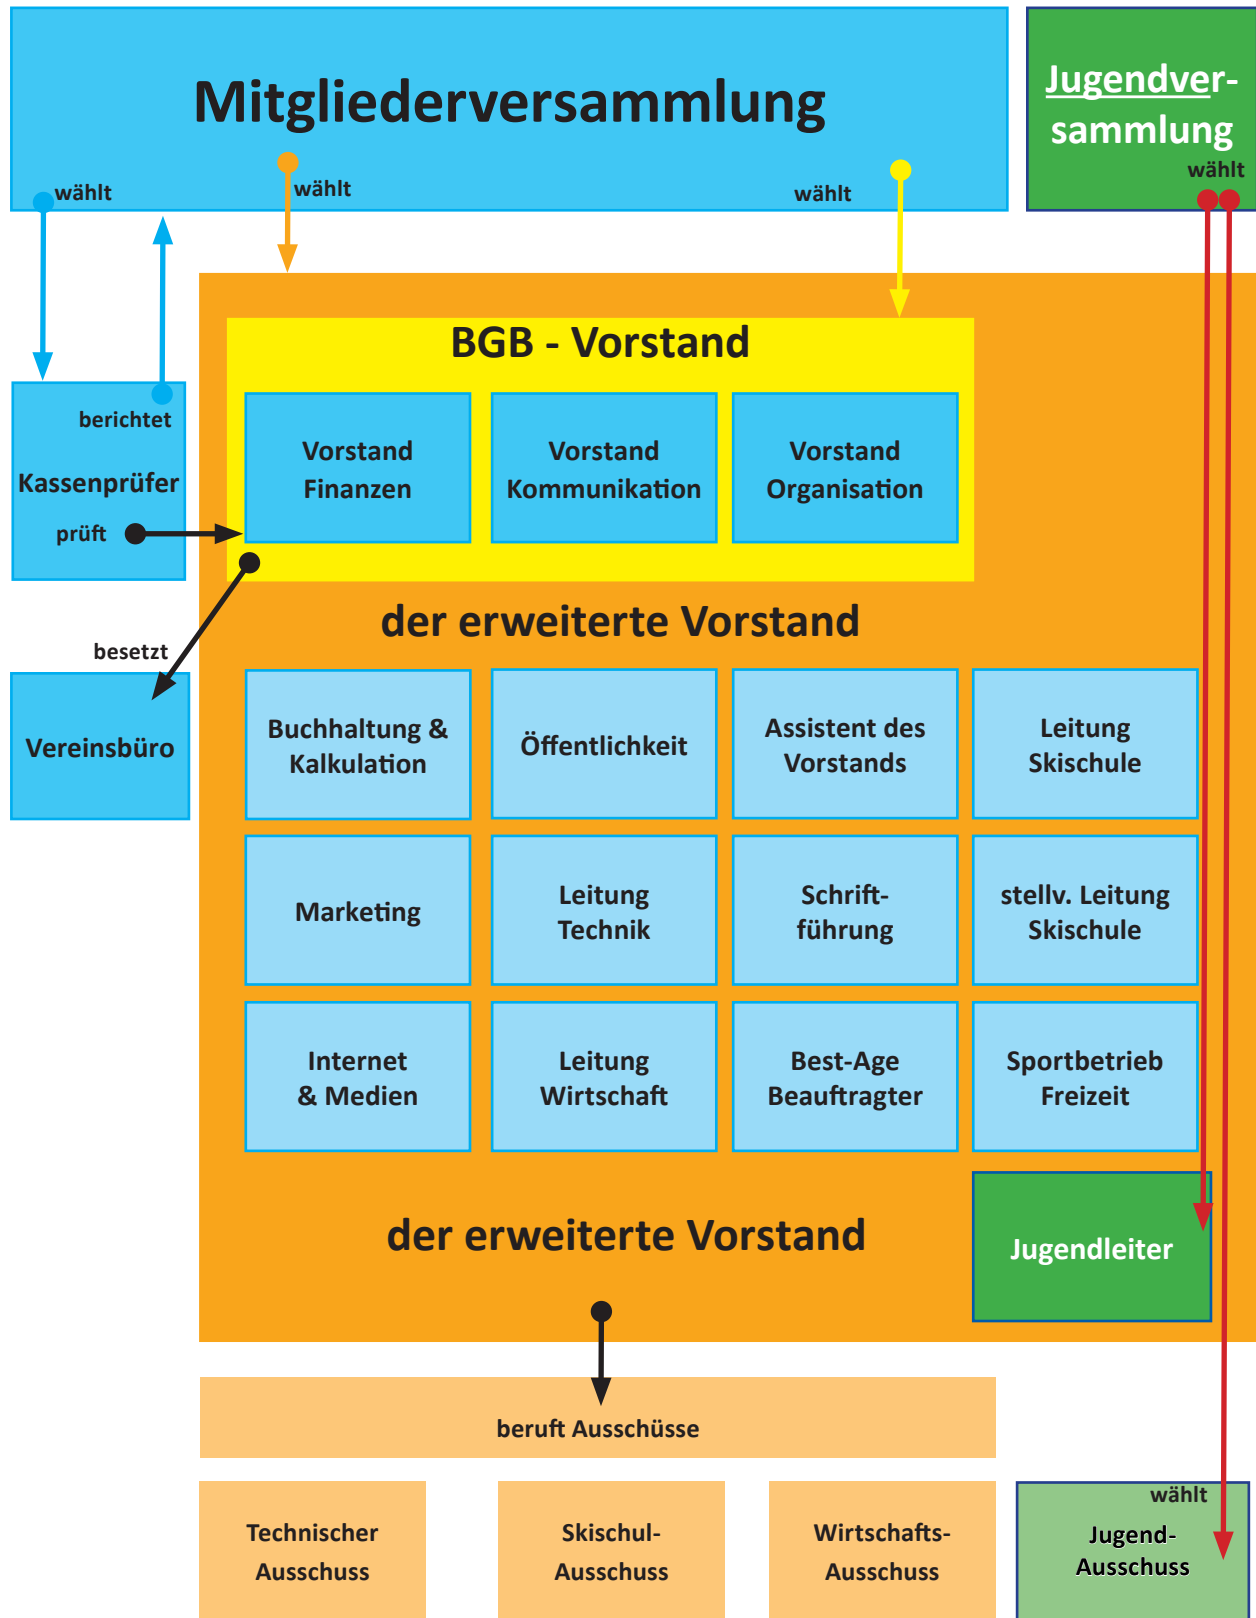 Mitgliederversammlung
wählt
wählt
wählt
Jugendver-
sammlung
wählt
BGB - Vorstand
Vorstand
Finanzen
Vorstand
Kommunikation
Vorstand
Organisation
berichtet
Kassenprüfer
prüft
der erweiterte Vorstand
besetzt
Vereinsbüro
Buchhaltung &
Kalkulation
Öffentlichkeit
Assistent des
Vorstands
Leitung
Skischule
Marketing
Leitung
Technik
Schrift-
führung
stellv. Leitung
Skischule
Internet
& Medien
Leitung
Wirtschaft
Best-Age
Beauftragter
Sportbetrieb
Freizeit
der erweiterte Vorstand
Jugendleiter
beruft Ausschüsse
Technischer
Ausschuss
Skischul-
Ausschuss
Wirtschafts-
Ausschuss
wählt
Jugend-
Ausschuss